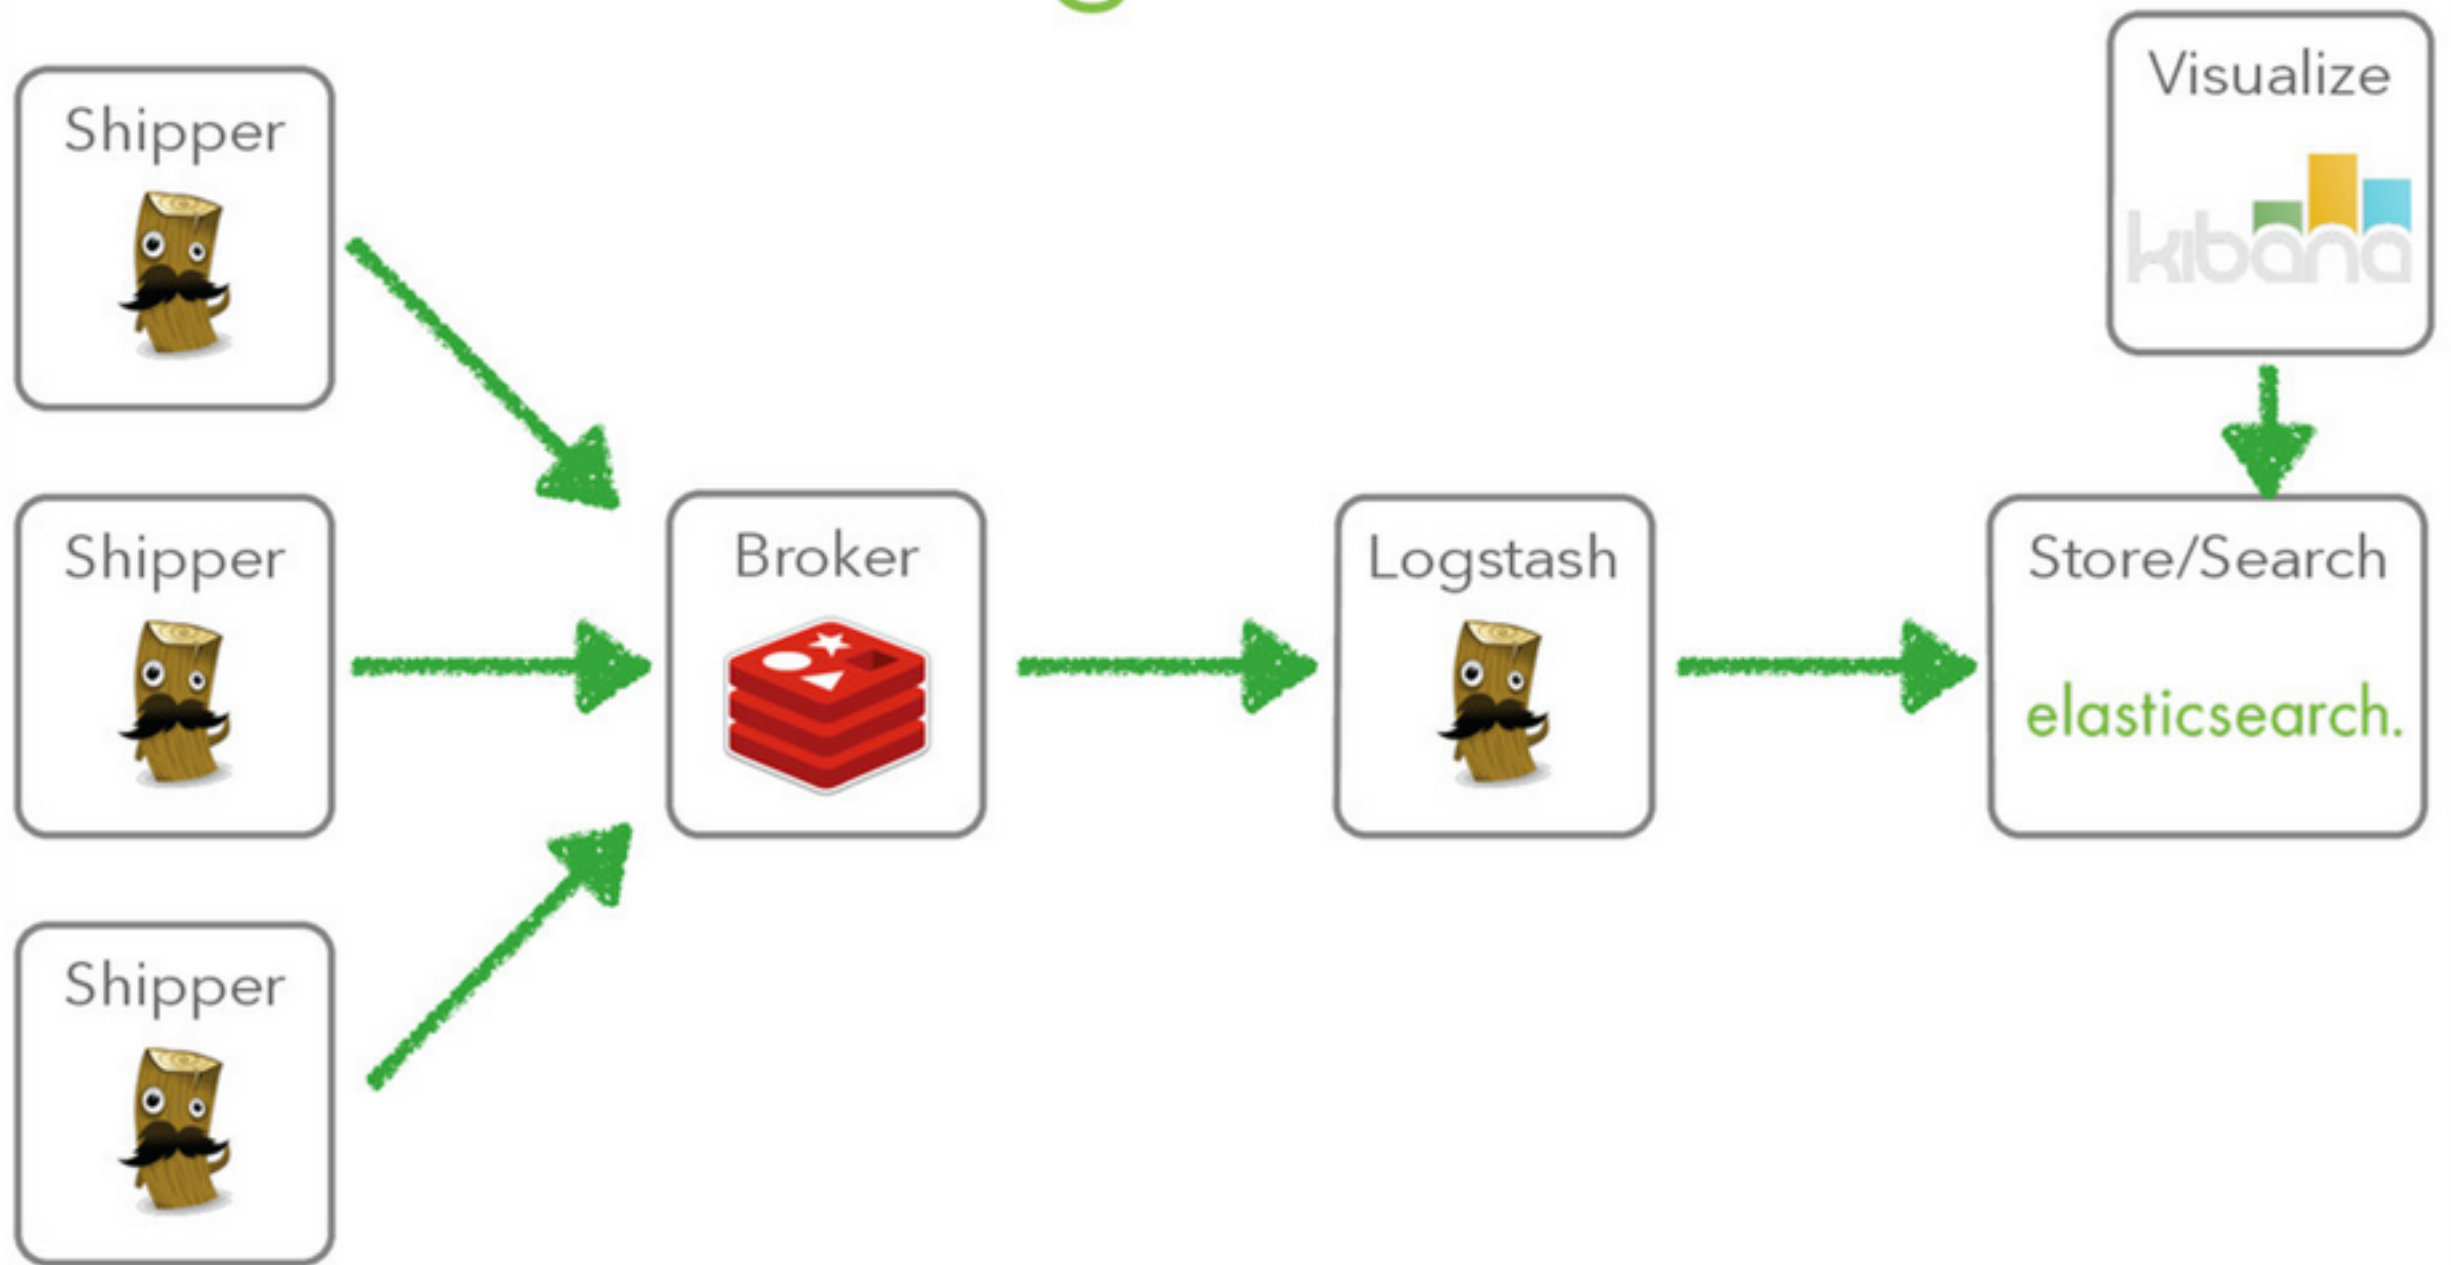 Shipper
Shipper
Shipper
Broker
Logstash
Visualize
kibana
Store/Search
elasticsearch.